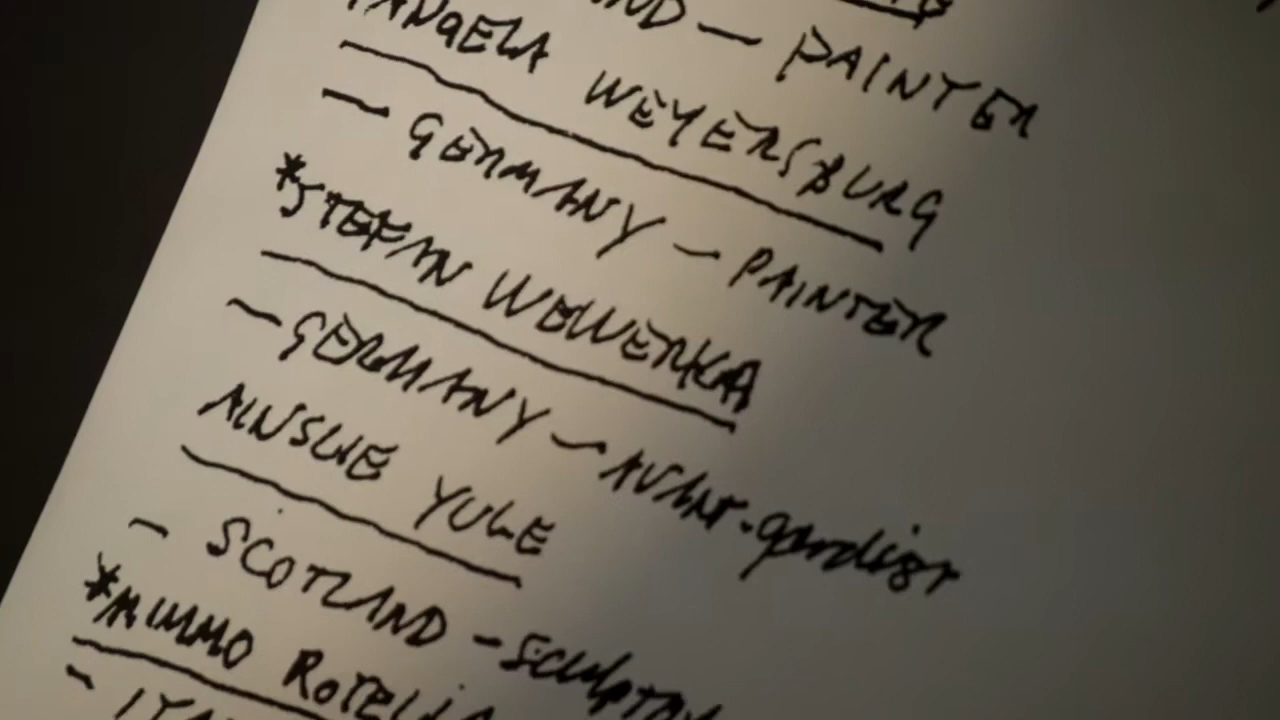 — PAINTER
ANGELA WEYERSBURG
— GERMANY — PAINTER
*STEFAN WEWERKA
— GERMANY — AVANT-gardist
AINSLIE YULE
— SCOTLAND — sculptor
*MIMMO ROTELLA